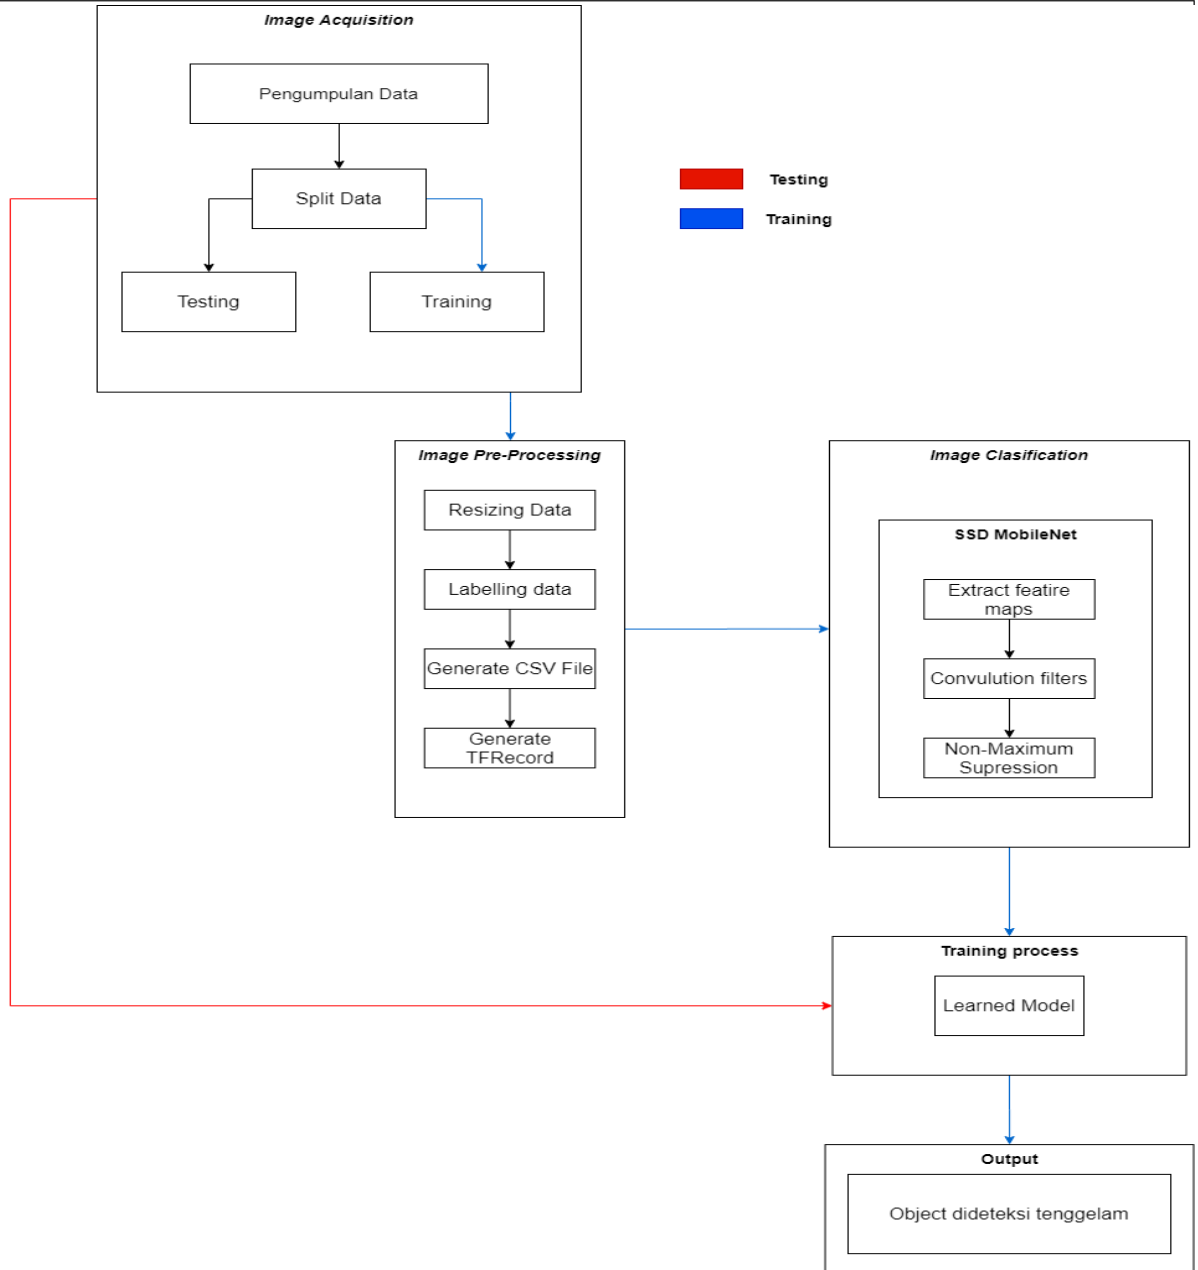 Image Acquisition
Pengumpulan Data
Split Data
Testing
Training
Testing
Training
Image Pre-Processing
Resizing Data
Labelling data
Generate CSV File
Generate
TFRecord
Image Clasification
SSD MobileNet
Extract featire
maps
Convulution filters
Non-Maximum
Supression
Training process
Learned Model
Output
Object dideteksi tenggelam